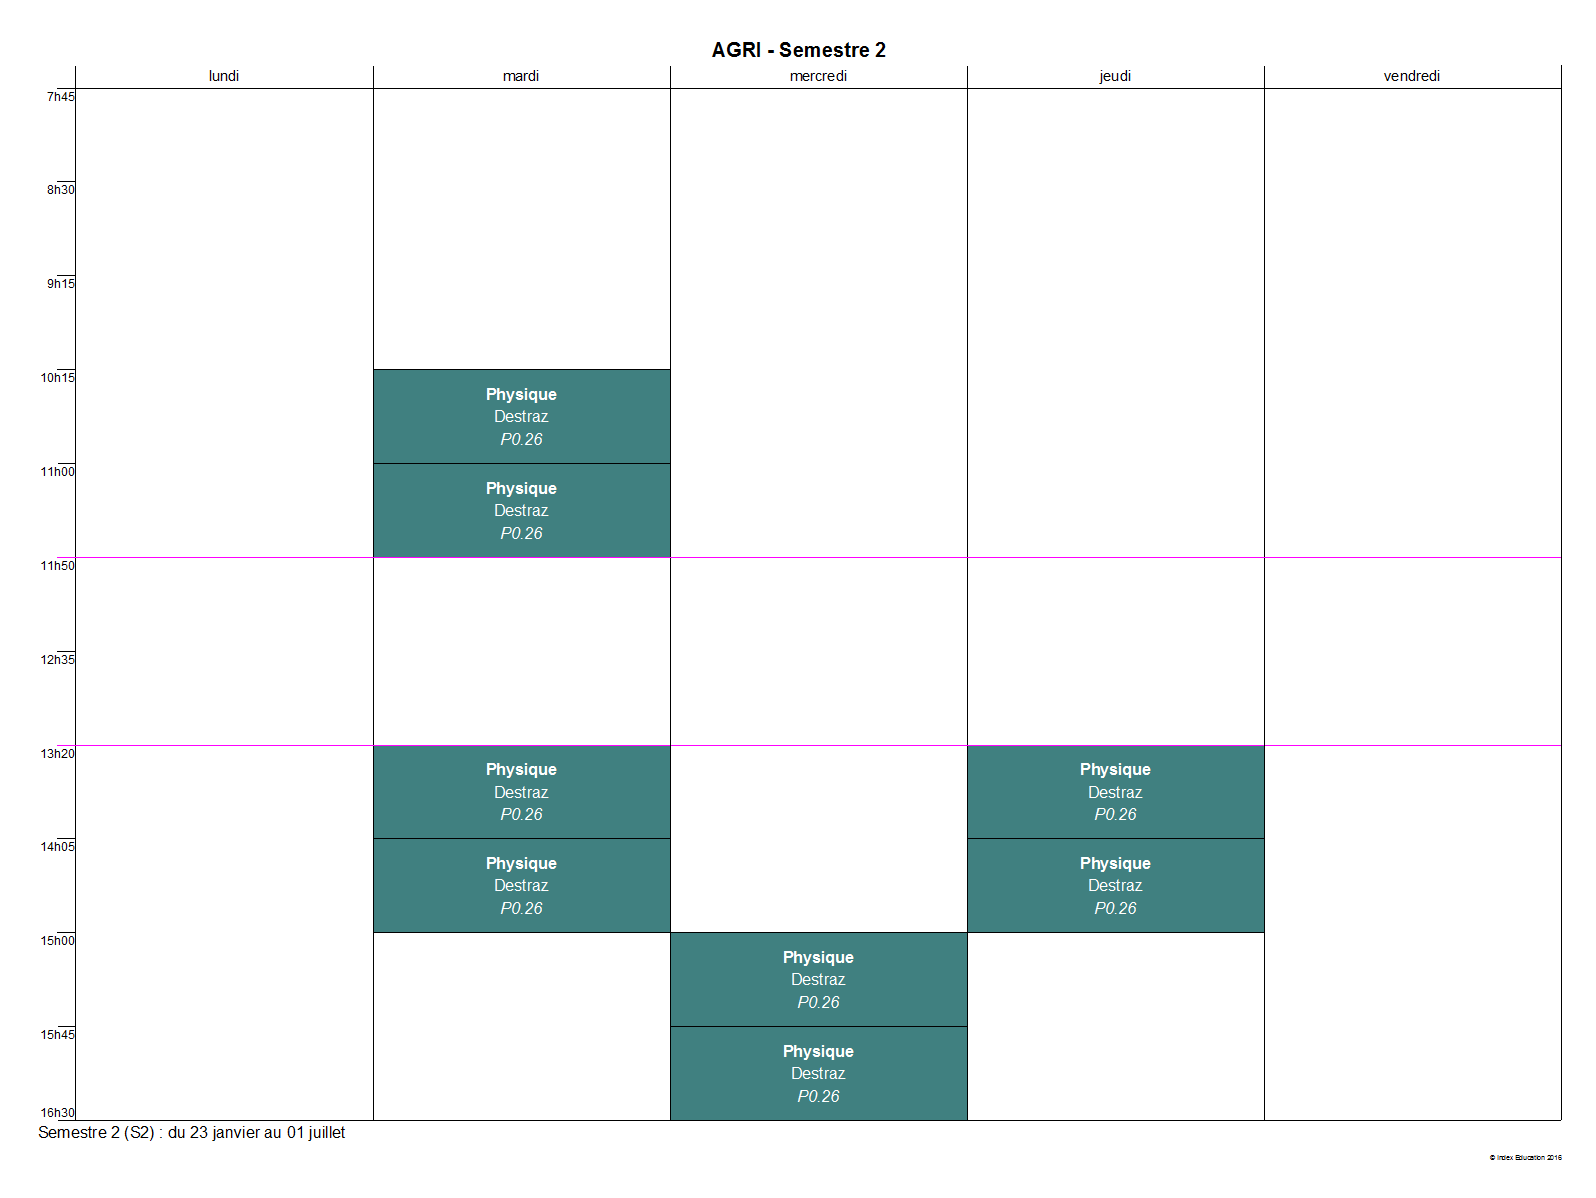 AGRI - Semestre 2
lundi mardi mercredi jeudi vendredi
7h45
8h30
9h15
10h15
Physique
Destraz
P0.26
11h00
Physique
Destraz
P0.26
11h50
12h35
13h20
Physique Physique
Destraz Destraz
P0.26 P0.26
14h05
Physique Physique
Destraz Destraz
P0.26 P0.26
15h00
Physique
Destraz
P0.26
15h45
Physique
Destraz
P0.26
16h30
Semestre 2 (S2) : du 23 janvier au 01 juillet
© Index Education 2016